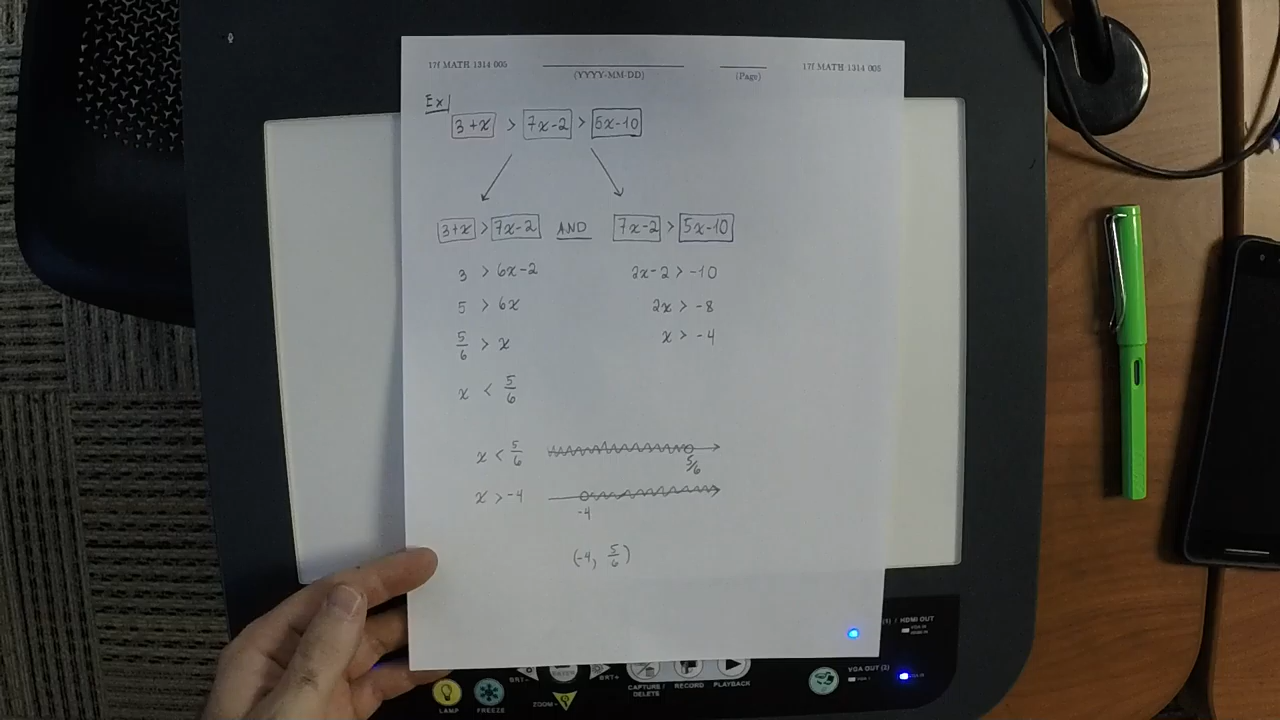 17f MATH 1314 005 (YYYY-MM-DD) (Page) 17f MATH 1314 005
Ex|
3+x > 7x-2 > 5x-10
3+x > 7x-2 AND 7x-2 > 5x-10
3 > 6x-2 2x-2 > -10
5 > 6x 2x > -8
5/6 > x x > -4
x < 5/6
x < 5/6 5/6
x > -4 -4
(-4, 5/6)
HDMI OUT
VGA OUT (2)
LAMP FREEZE ZOOM- BRT- BRT+ CAPTURE / DELETE RECORD PLAYBACK